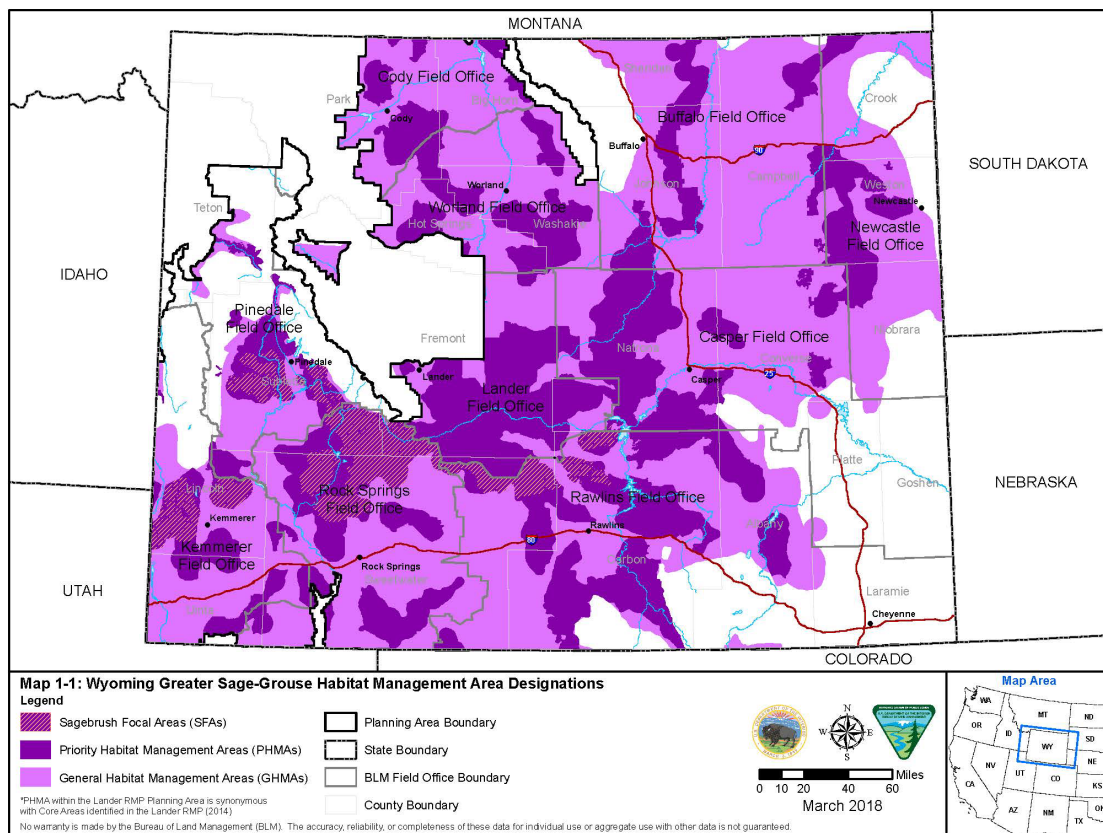 MONTANA
Cody Field Office
Sheridan
Park
Big Horn
Crook
Cody
Buffalo Field Office
Buffalo
90
SOUTH DAKOTA
Worland
Johnson
Campbell
Weston
Teton
Worland Field Office
Newcastle
Hot Springs
Washakie
Newcastle
Field Office
IDAHO
Pinedale
Field Office
Fremont
Casper Field Office
Niobrara
Natrona
Converse
Pinedale
Lander
Casper
25
Sublette
Lander
Field Office
Platte
Goshen
NEBRASKA
Lincoln
Rock Springs
Field Office
Rawlins Field Office
Kemmerer
Albany
Rawlins
Kemmerer
Field Office
80
Rock Springs
Carbon
UTAH
Sweetwater
Laramie
Uinta
Cheyenne
COLORADO
Map 1-1: Wyoming Greater Sage-Grouse Habitat Management Area Designations
Legend
Sagebrush Focal Areas (SFAs)
Planning Area Boundary
Priority Habitat Management Areas (PHMAs)
State Boundary
General Habitat Management Areas (GHMAs)
BLM Field Office Boundary
*PHMA within the Lander RMP Planning Area is synonymous
with Core Areas identified in the Lander RMP (2014)
County Boundary
No warranty is made by the Bureau of Land Management (BLM). The accuracy, reliability, or completeness of these data for individual use or aggregate use with other data is not guaranteed.
N
W E
S
0 10 20 40 60 Miles
March 2018
Map Area
WA
MT
ND
OR
ID
SD
WY
NE
NV
UT
CO
KS
CA
AZ
NM
OK
TX